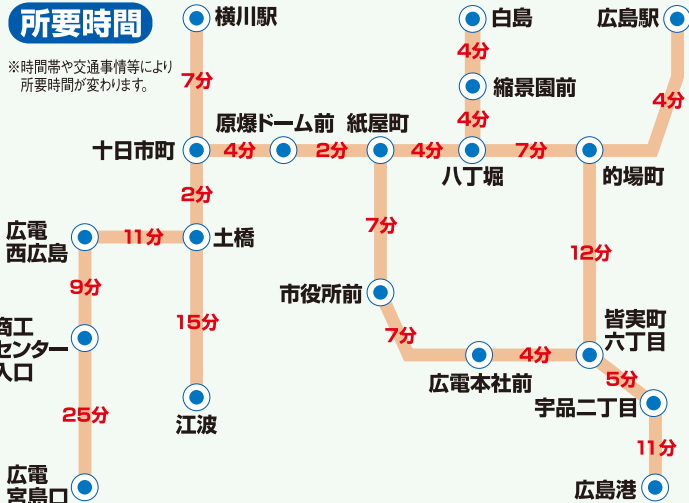 所要時間
※時間帯や交通事情等により
所要時間が変わります。
横川駅
白島
広島駅
4分
縮景園前
7分
4分
4分
原爆ドーム前
紙屋町
十日市町
4分
2分
4分
7分
八丁堀
的場町
2分
広電
西広島
11分
土橋
7分
12分
9分
市役所前
15分
商工
センター
入口
7分
4分
皆実町
六丁目
広電本社前
5分
宇品二丁目
25分
江波
11分
広電
宮島口
広島港